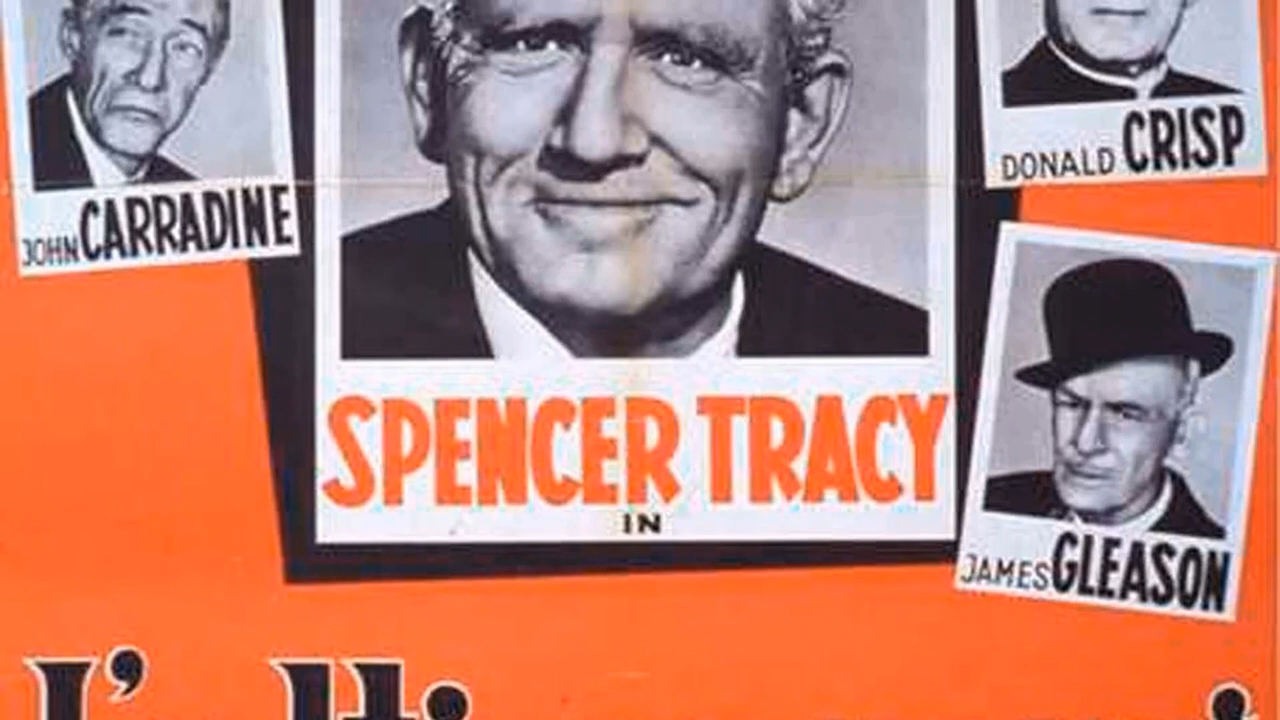 JOHN CARRADINE
DONALD CRISP
SPENCER TRACY
IN
JAMES GLEASON